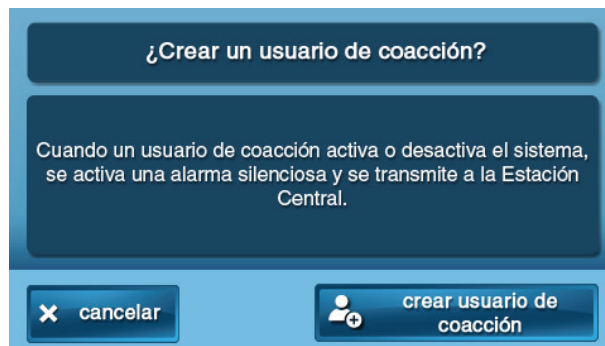 ¿Crear un usuario de coacción?
Cuando un usuario de coacción activa o desactiva el sistema,
se activa una alarma silenciosa y se transmite a la Estación
Central.
cancelar
crear usuario de
coacción